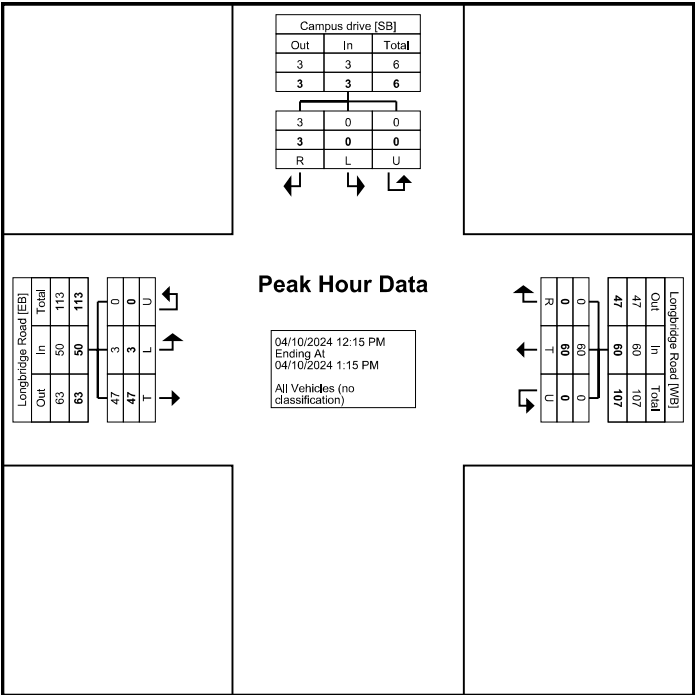 Campus drive [SB]
Out In Total
3 3 6
3 3 6
3 0 0
3 0 0
R L U
Peak Hour Data
04/10/2024 12:15 PM
Ending At
04/10/2024 1:15 PM
All Vehicles (no
classification)
Longbridge Road [EB]
Out In Total
63 50 113
63 50 113
47 3 0
47 3 0
T L U
Longbridge Road [WB]
Out In Total
47 60 107
47 60 107
0 60 0
0 60 0
R T U